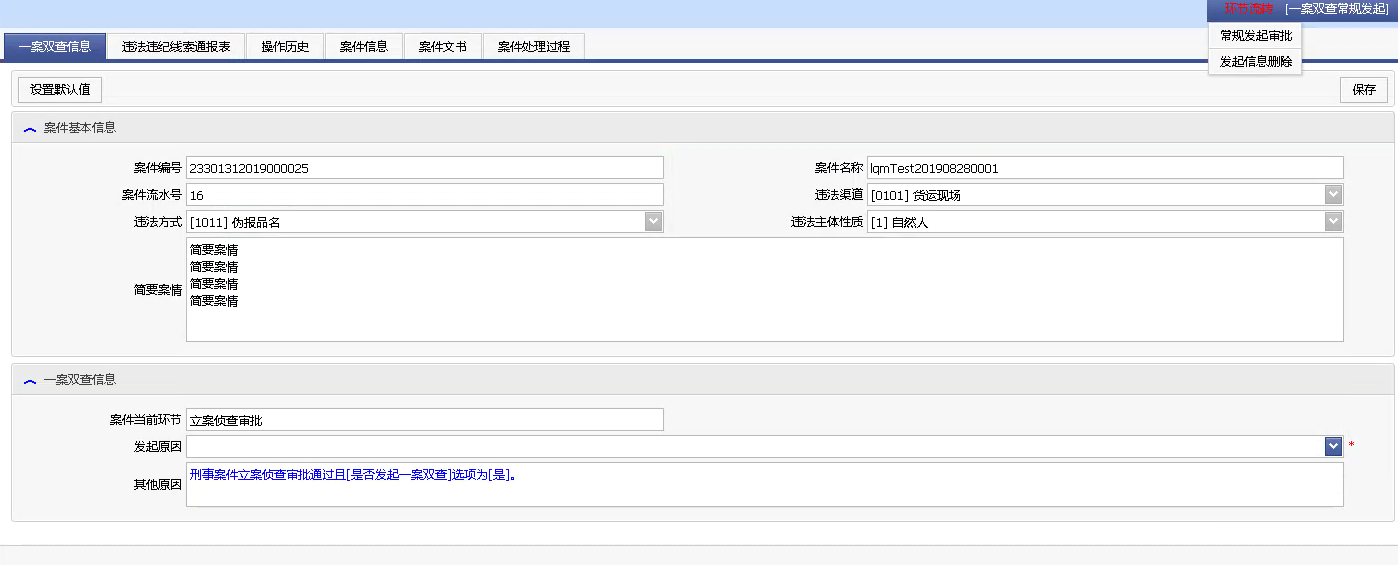 环节流转 [一案双查常规发起]
常规发起审批
发起信息删除
一案双查信息 违法违纪线索通报表 操作历史 案件信息 案件文书 案件处理过程
设置默认值 保存
案件基本信息
案件编号 23301312019000025 案件名称 lqmTest201908280001
案件流水号 16 违法渠道 [0101] 货运现场
违法方式 [1011] 伪报品名 违法主体性质 [1] 自然人
简要案情
简要案情
简要案情
简要案情
简要案情
一案双查信息
案件当前环节 立案侦查审批
发起原因 *
其他原因 刑事案件立案侦查审批通过且[是否发起一案双查]选项为[是]。